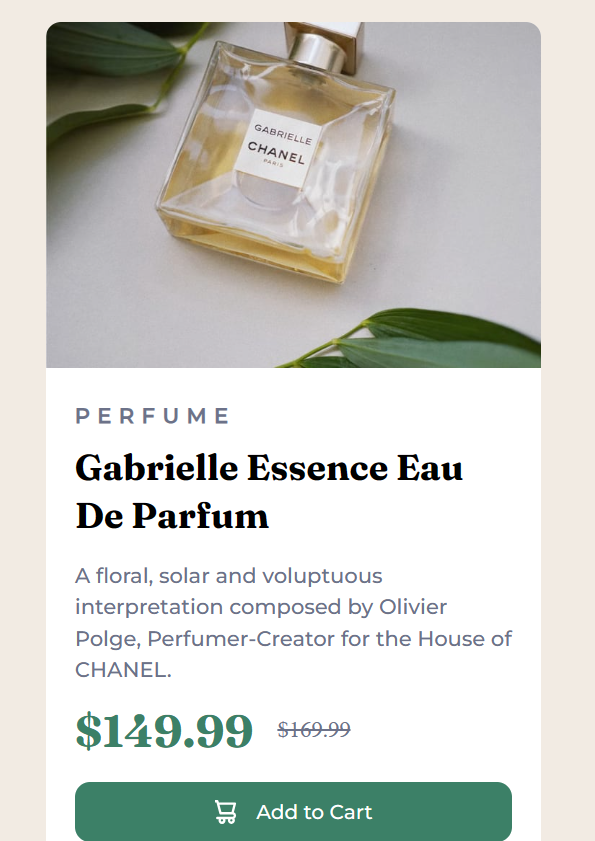 GABRIELLE
CHANEL
PARIS
PERFUME
Gabrielle Essence Eau
De Parfum
A floral, solar and voluptuous
interpretation composed by Olivier
Polge, Perfumer-Creator for the House of
CHANEL.
$149.99 $169.99
Add to Cart